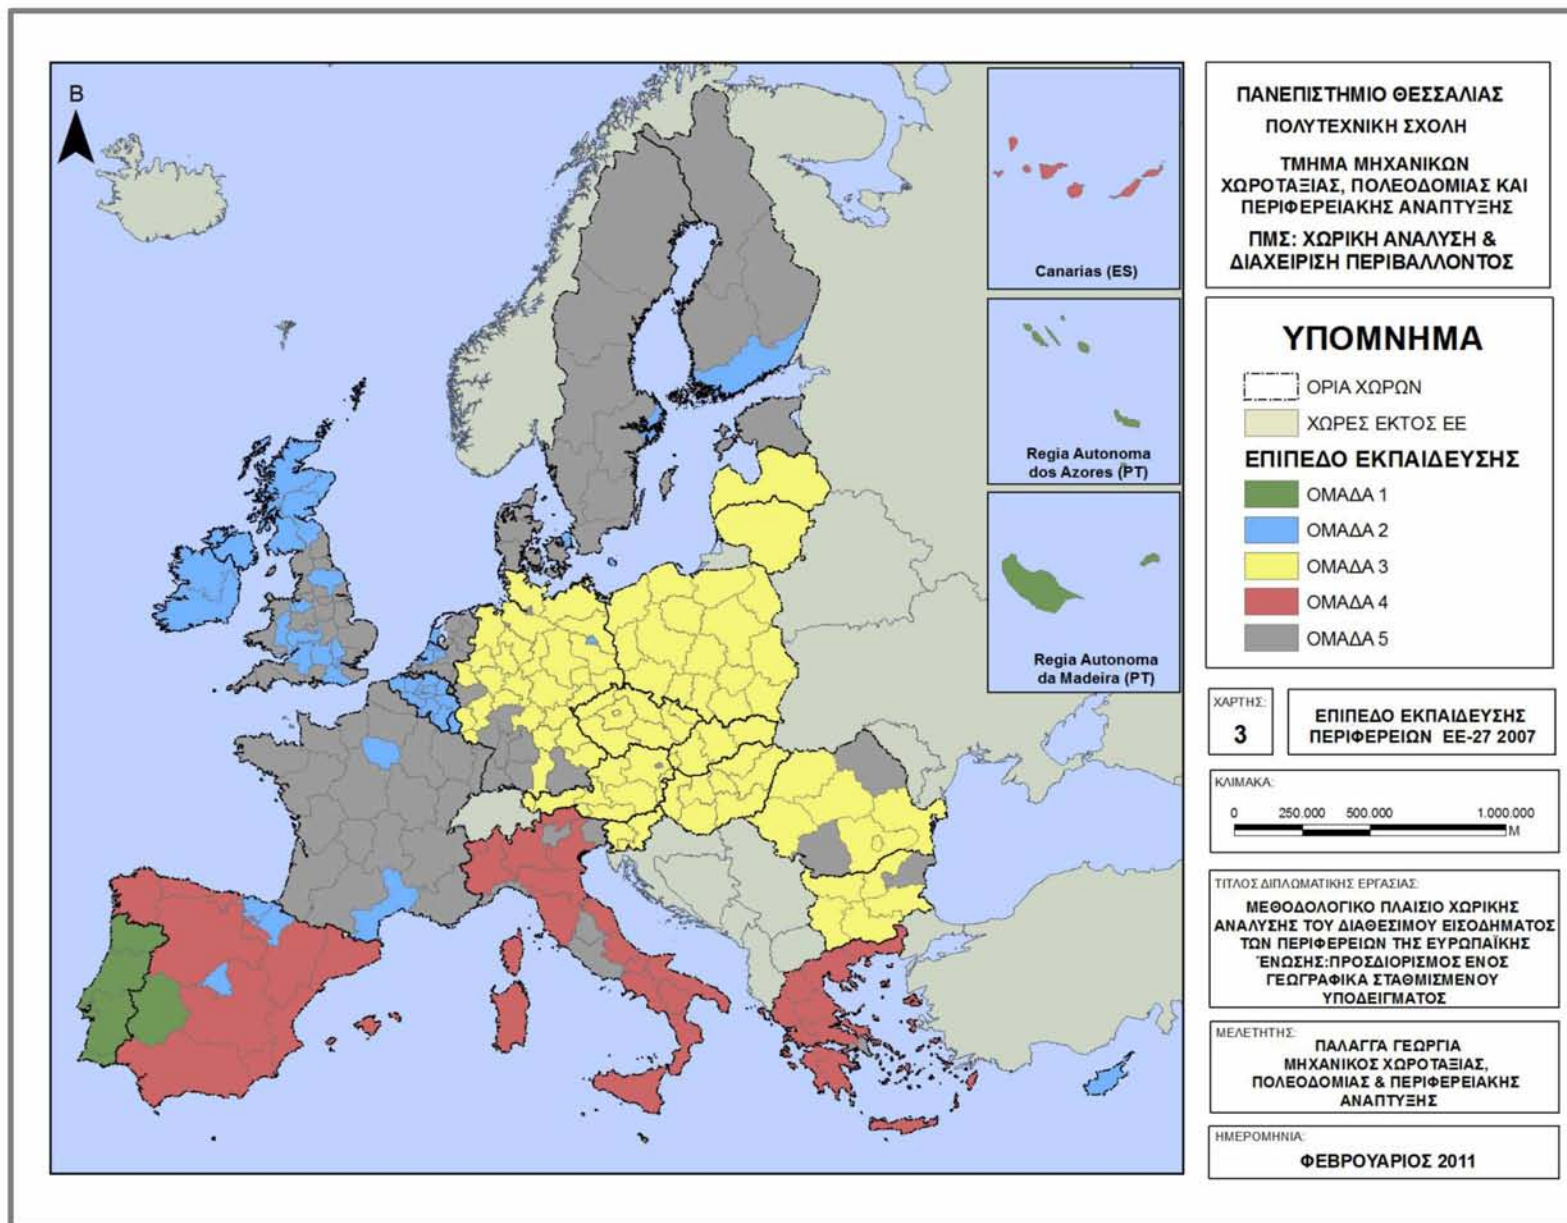 B
Canarias (ES)
Regia Autonoma
dos Azores (PT)
Regia Autonoma
da Madeira (PT)
ΠΑΝΕΠΙΣΤΗΜΙΟ ΘΕΣΣΑΛΙΑΣ
ΠΟΛΥΤΕΧΝΙΚΗ ΣΧΟΛΗ
ΤΜΗΜΑ ΜΗΧΑΝΙΚΩΝ
ΧΩΡΟΤΑΞΙΑΣ, ΠΟΛΕΟΔΟΜΙΑΣ ΚΑΙ
ΠΕΡΙΦΕΡΕΙΑΚΗΣ ΑΝΑΠΤΥΞΗΣ
ΠΜΣ: ΧΩΡΙΚΗ ΑΝΑΛΥΣΗ &
ΔΙΑΧΕΙΡΙΣΗ ΠΕΡΙΒΑΛΛΟΝΤΟΣ
ΥΠΟΜΝΗΜΑ
ΟΡΙΑ ΧΩΡΩΝ
ΧΩΡΕΣ ΕΚΤΟΣ ΕΕ
ΕΠΙΠΕΔΟ ΕΚΠΑΙΔΕΥΣΗΣ
ΟΜΑΔΑ 1
ΟΜΑΔΑ 2
ΟΜΑΔΑ 3
ΟΜΑΔΑ 4
ΟΜΑΔΑ 5
ΧΑΡΤΗΣ:
3
ΕΠΙΠΕΔΟ ΕΚΠΑΙΔΕΥΣΗΣ
ΠΕΡΙΦΕΡΕΙΩΝ ΕΕ-27 2007
ΚΛΙΜΑΚΑ:
0 250.000 500.000 1.000.000
M
ΤΙΤΛΟΣ ΔΙΠΛΩΜΑΤΙΚΗΣ ΕΡΓΑΣΙΑΣ:
ΜΕΘΟΔΟΛΟΓΙΚΟ ΠΛΑΙΣΙΟ ΧΩΡΙΚΗΣ
ΑΝΑΛΥΣΗΣ ΤΟΥ ΔΙΑΘΕΣΙΜΟΥ ΕΙΣΟΔΗΜΑΤΟΣ
ΤΩΝ ΠΕΡΙΦΕΡΕΙΩΝ ΤΗΣ ΕΥΡΩΠΑΪΚΗΣ
ΈΝΩΣΗΣ:ΠΡΟΣΔΙΟΡΙΣΜΟΣ ΕΝΟΣ
ΓΕΩΓΡΑΦΙΚΑ ΣΤΑΘΜΙΣΜΕΝΟΥ
ΥΠΟΔΕΙΓΜΑΤΟΣ
ΜΕΛΕΤΗΤΗΣ:
ΠΑΛΑΓΓΑ ΓΕΩΡΓΙΑ
ΜΗΧΑΝΙΚΟΣ ΧΩΡΟΤΑΞΙΑΣ,
ΠΟΛΕΟΔΟΜΙΑΣ & ΠΕΡΙΦΕΡΕΙΑΚΗΣ
ΑΝΑΠΤΥΞΗΣ
ΗΜΕΡΟΜΗΝΙΑ:
ΦΕΒΡΟΥΑΡΙΟΣ 2011